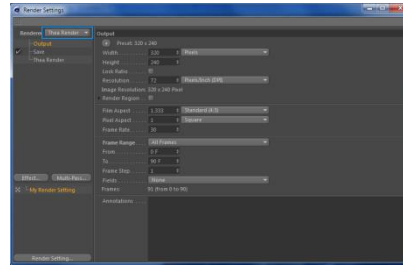 Render Settings
Renderer Thea Render
Output
Save
Thea Render
Effect... Multi-Pass...
My Render Setting
Render Setting...
Output
Preset: 320 x 240
Width 320 Pixels
Height 240
Lock Ratio
Resolution 72 Pixels/Inch (DPI)
Image Resolution: 320 x 240 Pixel
Render Region
Film Aspect 1.333 Standard (4:3)
Pixel Aspect 1 Square
Frame Rate 30
Frame Range All Frames
From 0 F
To 90 F
Frame Step 1
Fields None
Frames: 91 (from 0 to 90)
Annotations